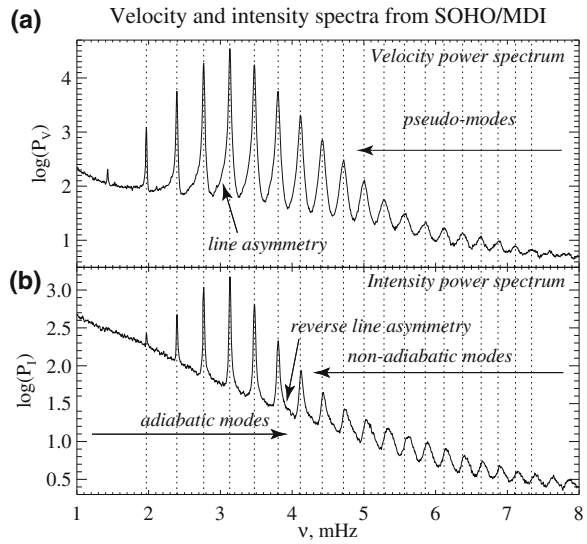 Velocity and intensity spectra from SOHO/MDI
(a)
Velocity power spectrum
pseudo-modes
line asymmetry
log(P_V)
4
3
2
1
(b)
Intensity power spectrum
reverse line asymmetry
non-adiabatic modes
adiabatic modes
log(P_I)
3.0
2.5
2.0
1.5
1.0
0.5
1 2 3 4 5 6 7 8
ν, mHz